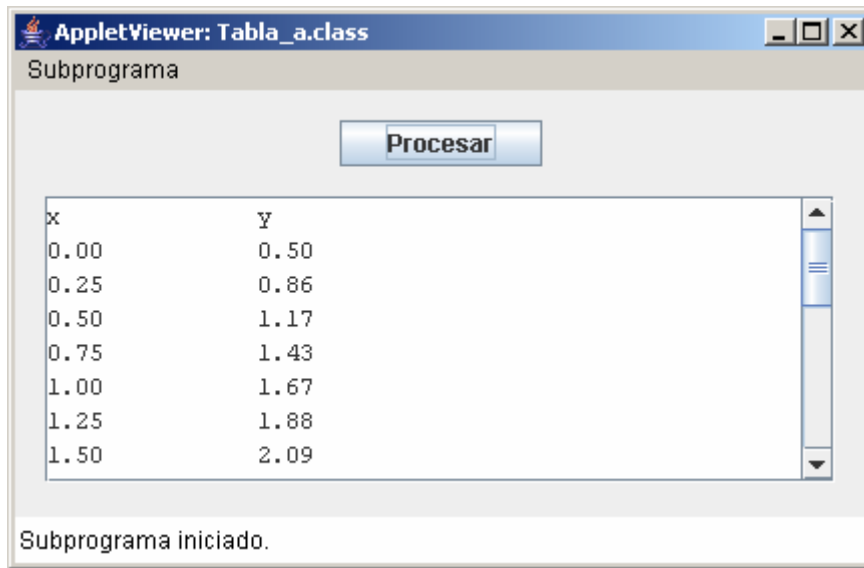 AppletViewer: Tabla_a.class
Subprograma
Procesar
x y
0.00 0.50
0.25 0.86
0.50 1.17
0.75 1.43
1.00 1.67
1.25 1.88
1.50 2.09
Subprograma iniciado.